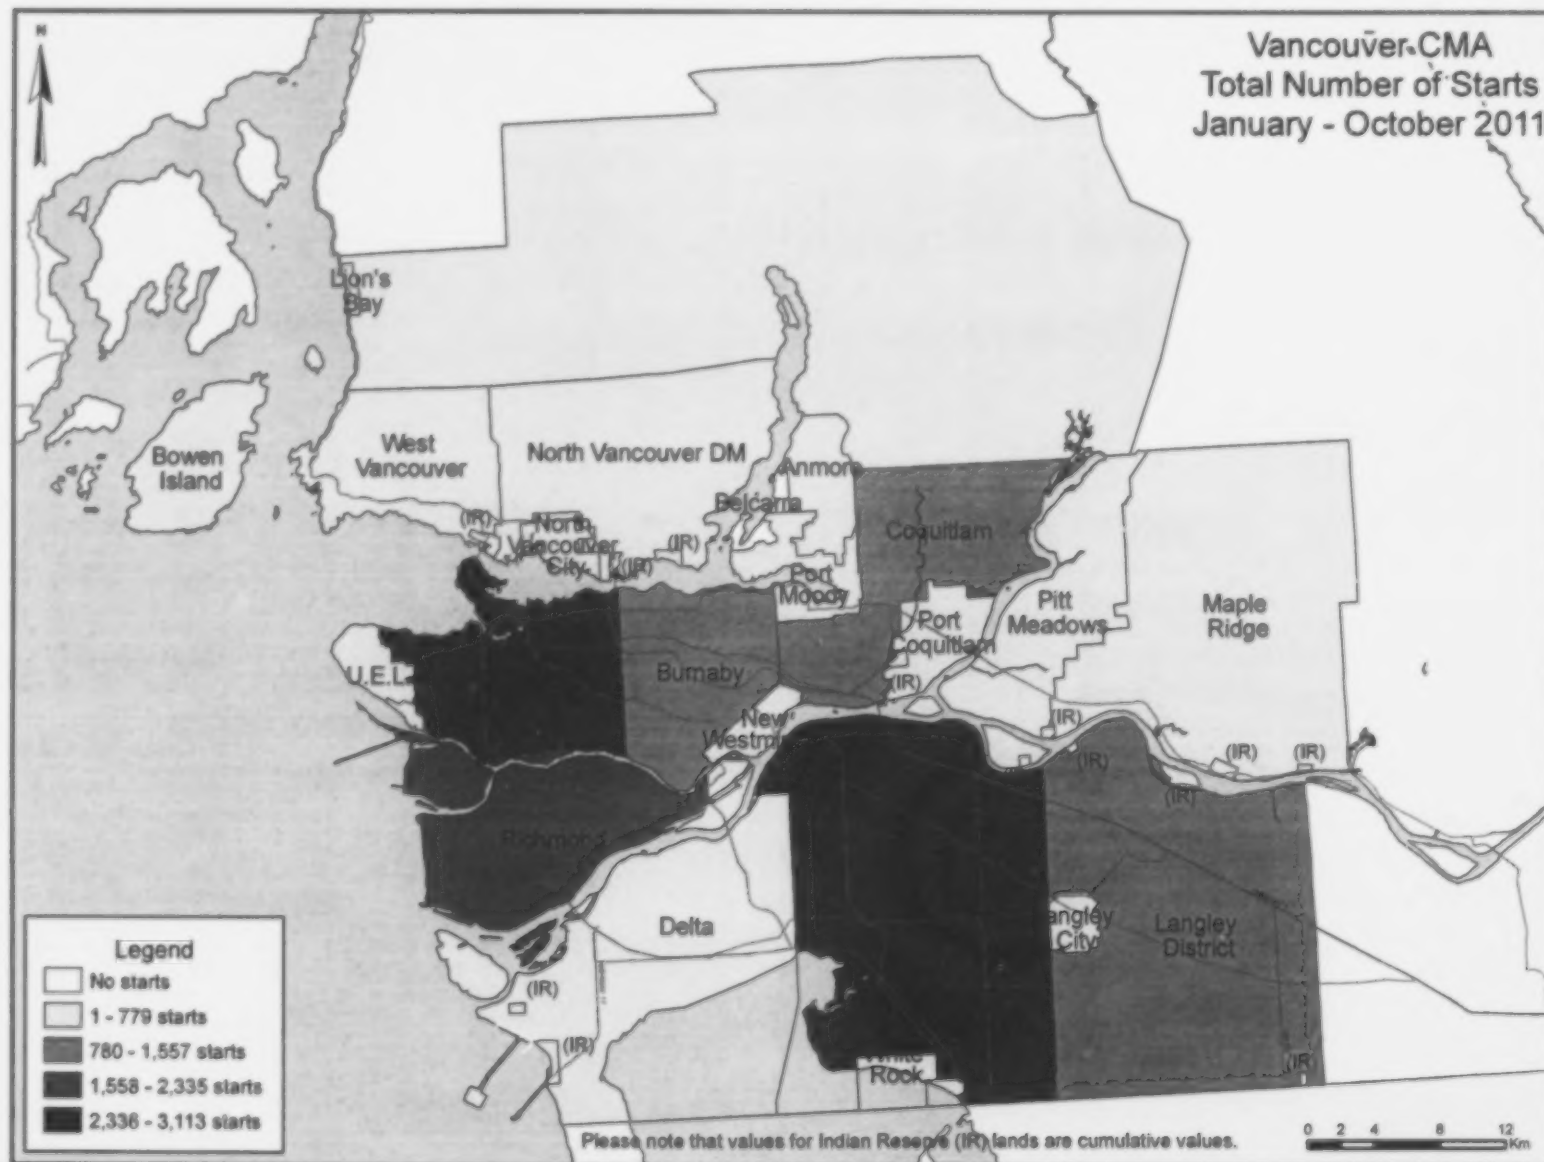 N
Vancouver CMA
Total Number of Starts
January - October 2011
Lion's
Bay
Bowen
Island
West
Vancouver
North Vancouver DM
Anmore
Belcarra
(IR)
North
Vancouver
City
(IR)
(IR)
Coquitlam
Port
Moody
Port
Coquitlam
Pitt
Meadows
Maple
Ridge
U.E.L.
Burnaby
(IR)
New
(IR)
(IR)
(IR)
(IR)
(IR)
Richmond
Delta
Langley
City
Langley
District
(IR)
(IR)
(IR)
White
Rock
Legend
No starts
1 - 779 starts
780 - 1,557 starts
1,558 - 2,335 starts
2,336 - 3,113 starts
Please note that values for Indian Reserve (IR) lands are cumulative values.
0 2 4 8 12
Km